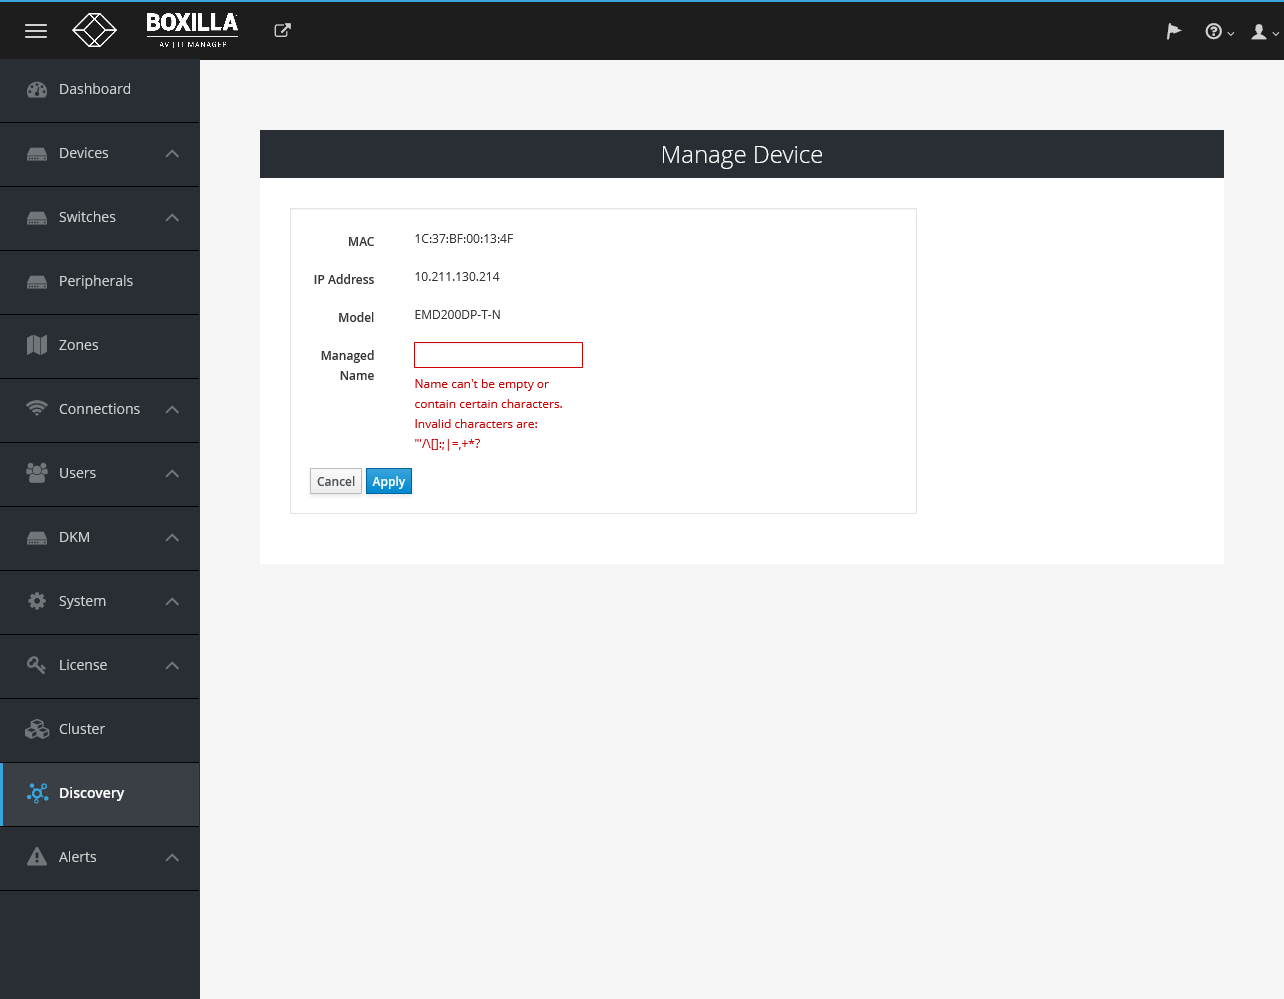 BOXILLA
AV | IT MANAGER
Dashboard
Devices
Switches
Peripherals
Zones
Connections
Users
DKM
System
License
Cluster
Discovery
Alerts
Manage Device
MAC 1C:37:BF:00:13:4F
IP Address 10.211.130.214
Model EMD200DP-T-N
Managed
Name
Name can't be empty or
contain certain characters.
Invalid characters are:
"'/\[]:;|=,+*?
Cancel Apply